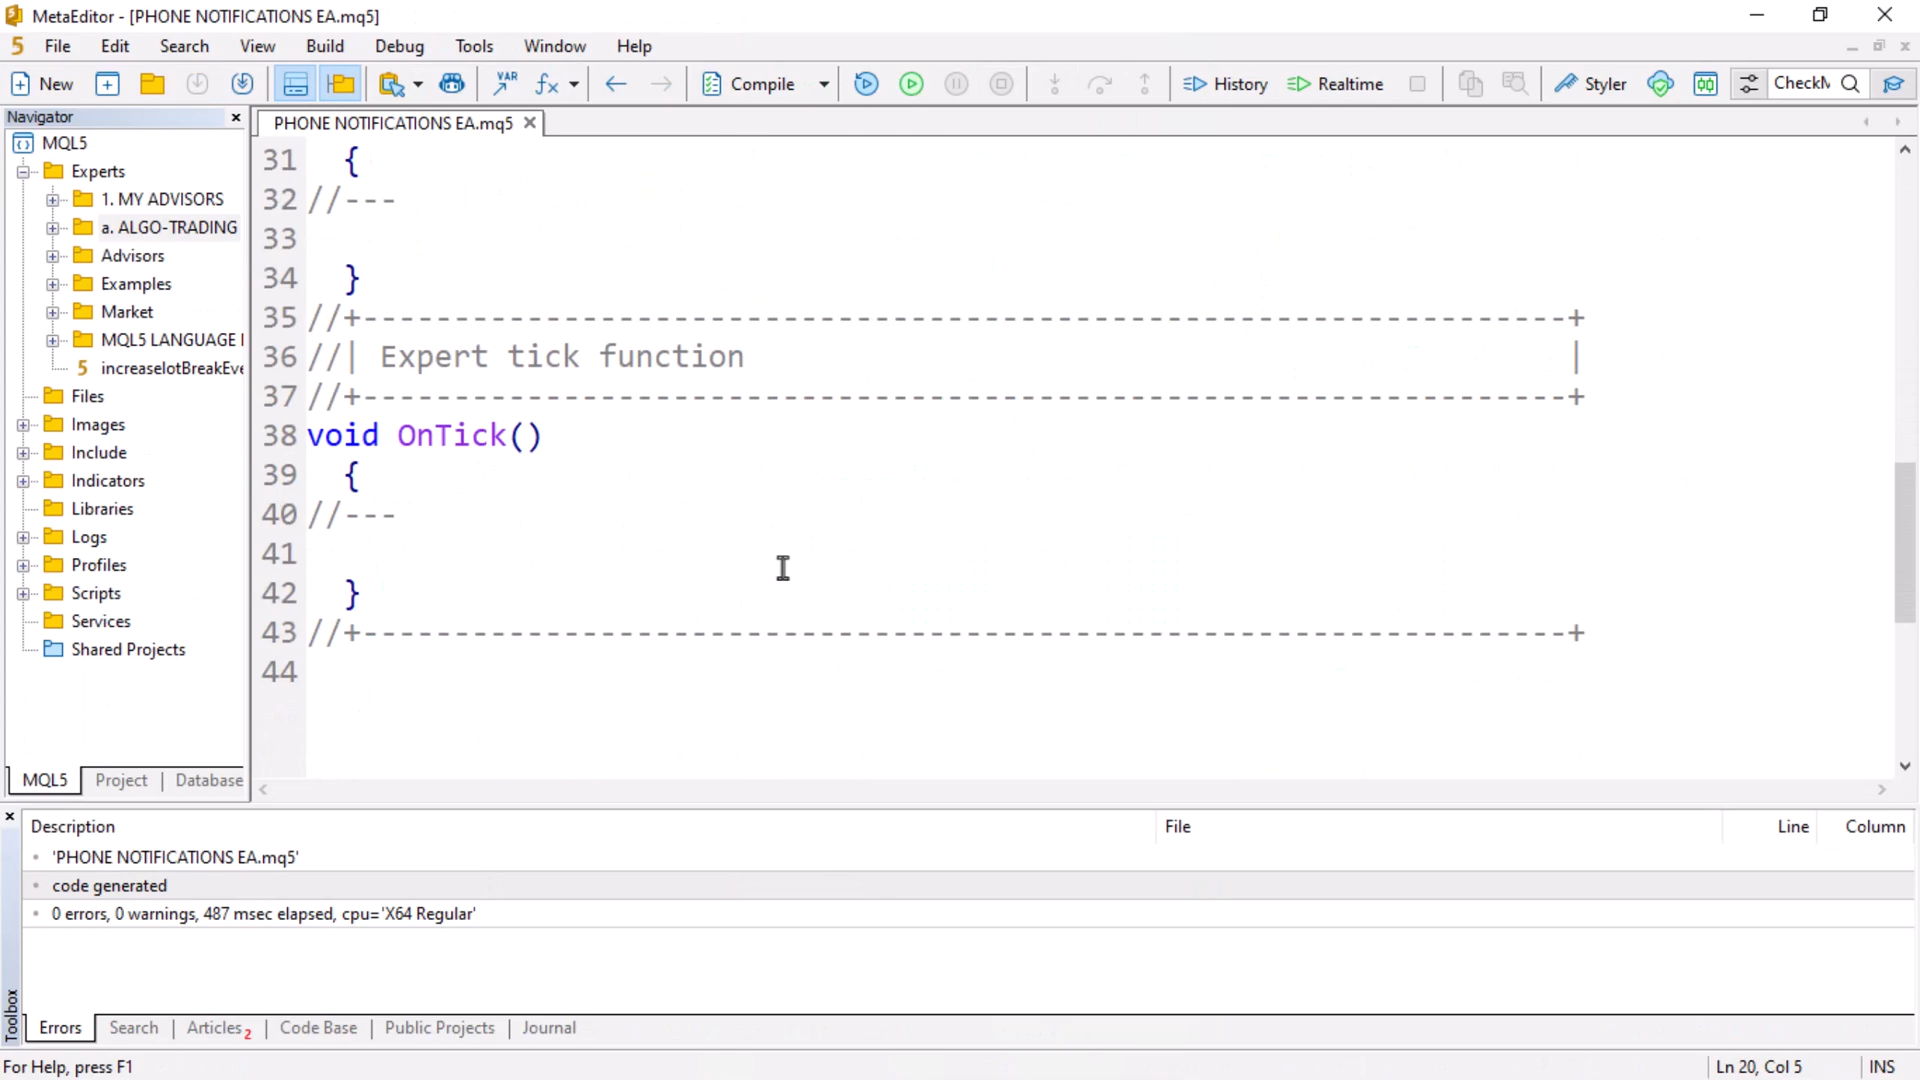 MetaEditor - [PHONE NOTIFICATIONS EA.mq5]
5 File Edit Search View Build Debug Tools Window Help
New VAR fx Compile History Realtime Styler CheckM
Navigator
MQL5
Experts
1. MY ADVISORS
a. ALGO-TRADING
Advisors
Examples
Market
MQL5 LANGUAGE
5 increaselotBreakEve
Files
Images
Include
Indicators
Libraries
Logs
Profiles
Scripts
Services
Shared Projects
MQL5 Project Database
PHONE NOTIFICATIONS EA.mq5
31 {
32 //---
33
34 }
35 //+------------------------------------------------------------------+
36 //| Expert tick function |
37 //+------------------------------------------------------------------+
38 void OnTick()
39 {
40 //---
41
42 }
43 //+------------------------------------------------------------------+
44
Description File Line Column
'PHONE NOTIFICATIONS EA.mq5'
code generated
0 errors, 0 warnings, 487 msec elapsed, cpu='X64 Regular'
Toolbox
Errors Search Articles 2 Code Base Public Projects Journal
For Help, press F1 Ln 20, Col 5 INS